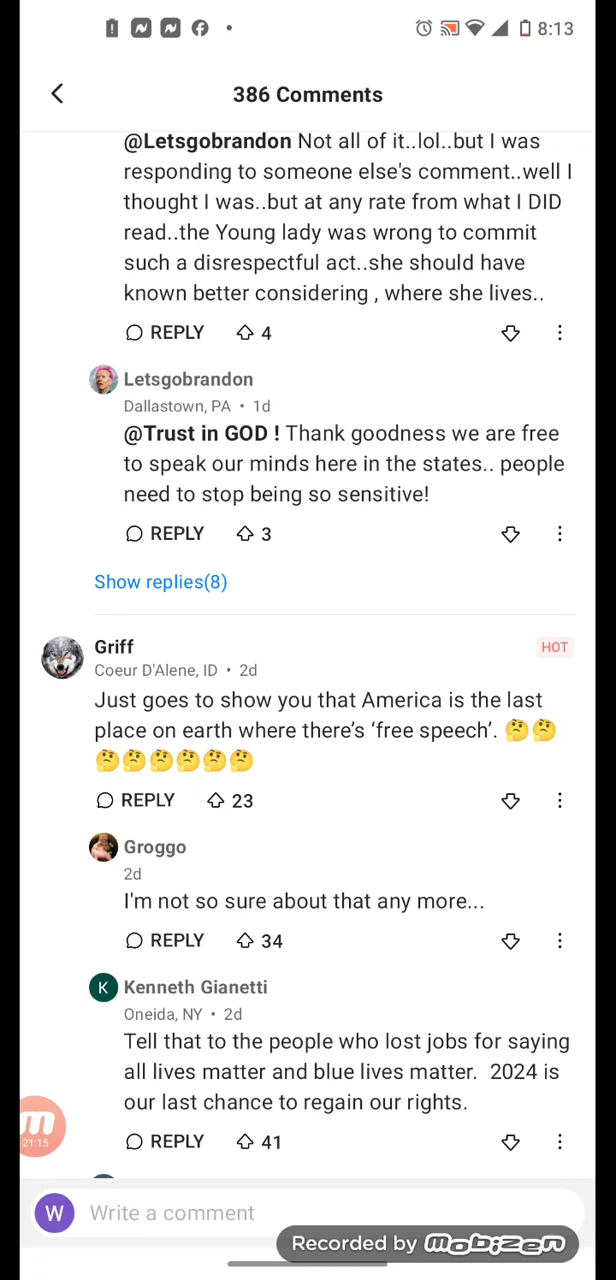 8:13
386 Comments
@Letsgobrandon Not all of it..lol..but I was
responding to someone else's comment..well I
thought I was..but at any rate from what I DID
read..the Young lady was wrong to commit
such a disrespectful act..she should have
known better considering , where she lives..
REPLY 4
Letsgobrandon
Dallastown, PA • 1d
@Trust in GOD ! Thank goodness we are free
to speak our minds here in the states.. people
need to stop being so sensitive!
REPLY 3
Show replies(8)
Griff HOT
Coeur D'Alene, ID • 2d
Just goes to show you that America is the last
place on earth where there’s ‘free speech’. 🤔🤔
🤔🤔🤔🤔🤔🤔
REPLY 23
Groggo
2d
I'm not so sure about that any more...
REPLY 34
K Kenneth Gianetti
Oneida, NY • 2d
Tell that to the people who lost jobs for saying
all lives matter and blue lives matter.  2024 is
our last chance to regain our rights.
21:15
REPLY 41
W Write a comment
Recorded by mobizen